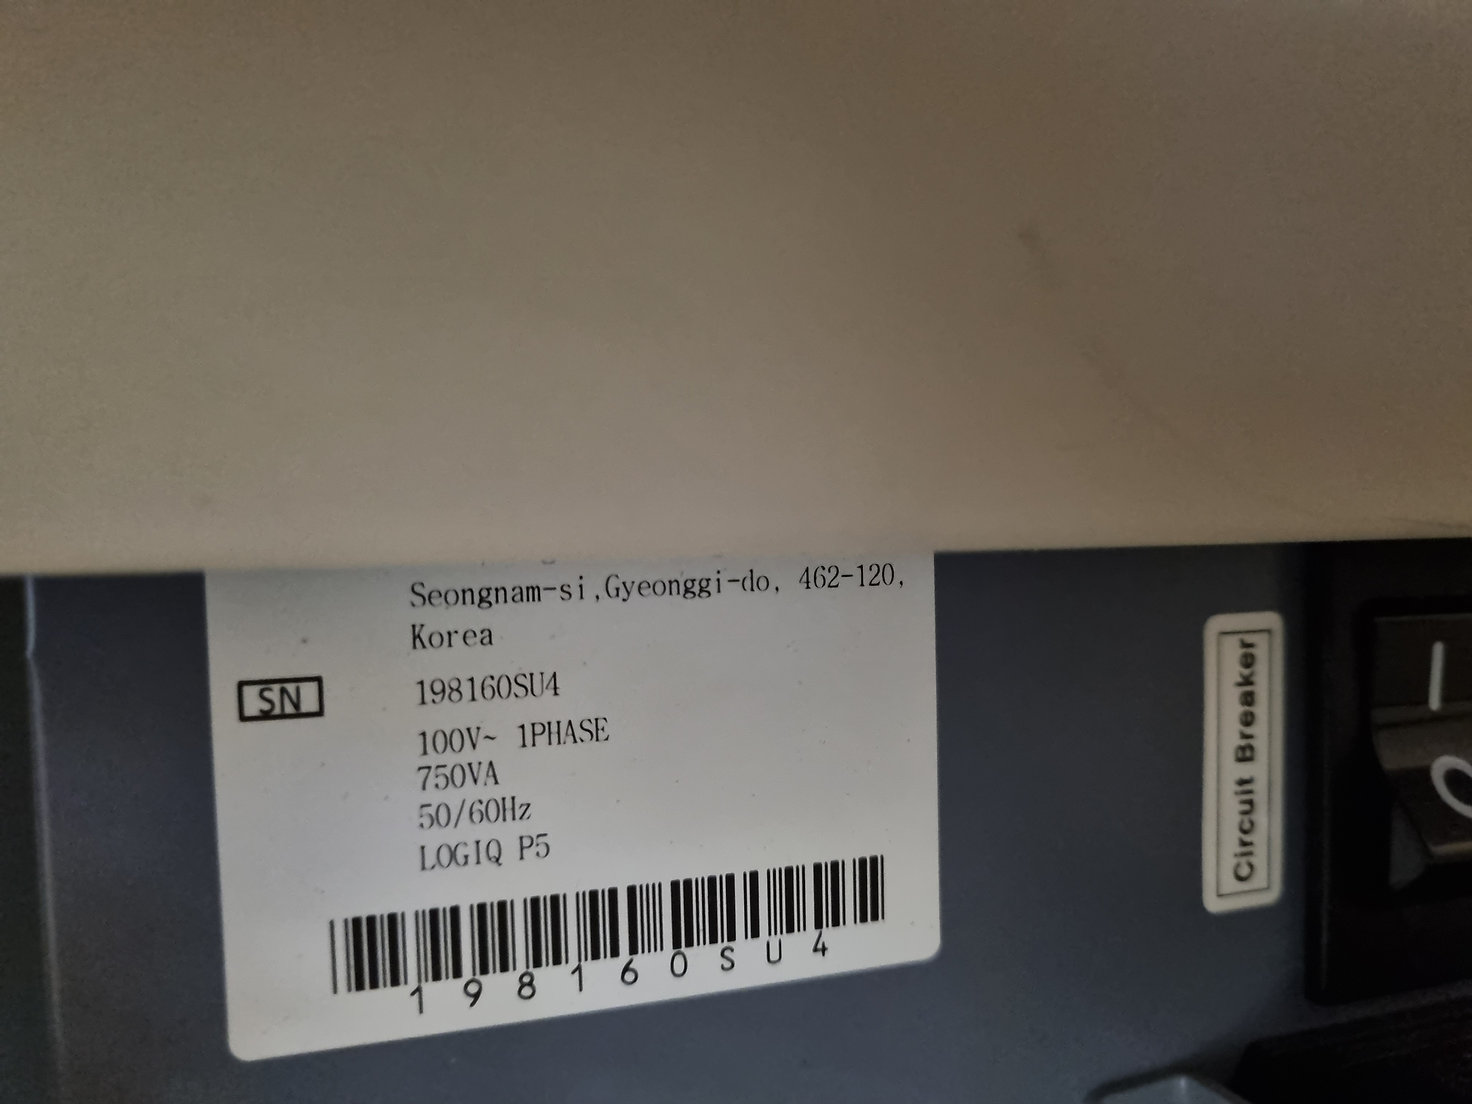 Seongnam-si,Gyeonggi-do, 462-120,
Korea
SN 198160SU4
100V~ 1PHASE
750VA
50/60Hz
LOGIQ P5
198160SU4
Circuit Breaker
I
O